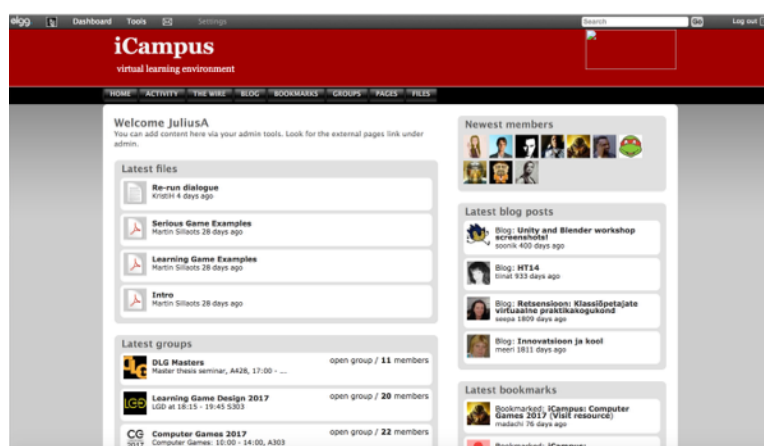 elgg Dashboard Tools Settings Search Go Log out
iCampus
virtual learning environment
HOME ACTIVITY THE WIRE BLOG BOOKMARKS GROUPS PAGES FILES
Welcome JuliusA
You can add content here via your admin tools. Look for the external pages link under
admin.
Latest files
Re-run dialogue
KristiH 4 days ago
Serious Game Examples
Martin Sillaots 28 days ago
Learning Game Examples
Martin Sillaots 28 days ago
Intro
Martin Sillaots 28 days ago
Latest groups
DLG Masters
open group / 11 members
Master thesis seminar, A428, 17:00 - ...
LGD
Learning Game Design 2017
open group / 20 members
LGD at 16:15 - 19:45 S303
CG
2017
Computer Games 2017
open group / 22 members
Computer Games: 10:00 - 14:00, A303
Newest members
Latest blog posts
Blog: Unity and Blender workshop
screenshots!
soonik 400 days ago
Blog: HT14
tiinat 933 days ago
Blog: Retsensioon: Klassiõpetajate
virtuaalne praktikakogukond
seepa 1809 days ago
Blog: Innovatsioon ja kool
meeri 1811 days ago
Latest bookmarks
Bookmarked: iCampus: Computer
Games 2017 (Visit resource)
madachi 76 days ago
Bookmarked: iCampus: